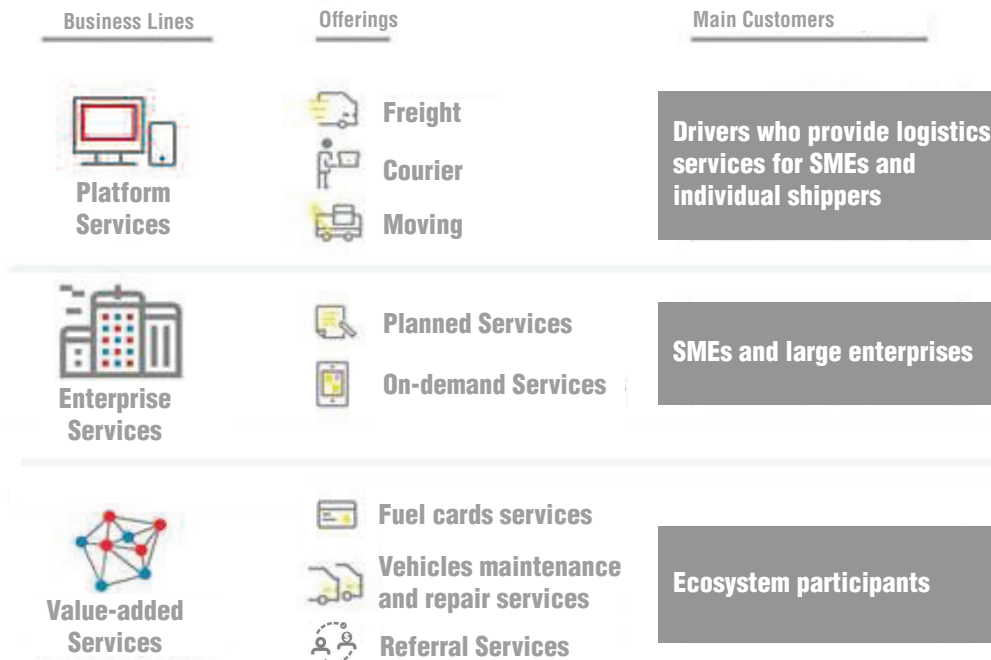 Business Lines
Offerings
Main Customers
Platform
Services
Freight
Courier
Moving
Drivers who provide logistics
services for SMEs and
individual shippers
Enterprise
Services
Planned Services
On-demand Services
SMEs and large enterprises
Value-added
Services
Fuel cards services
Vehicles maintenance
and repair services
Referral Services
Ecosystem participants